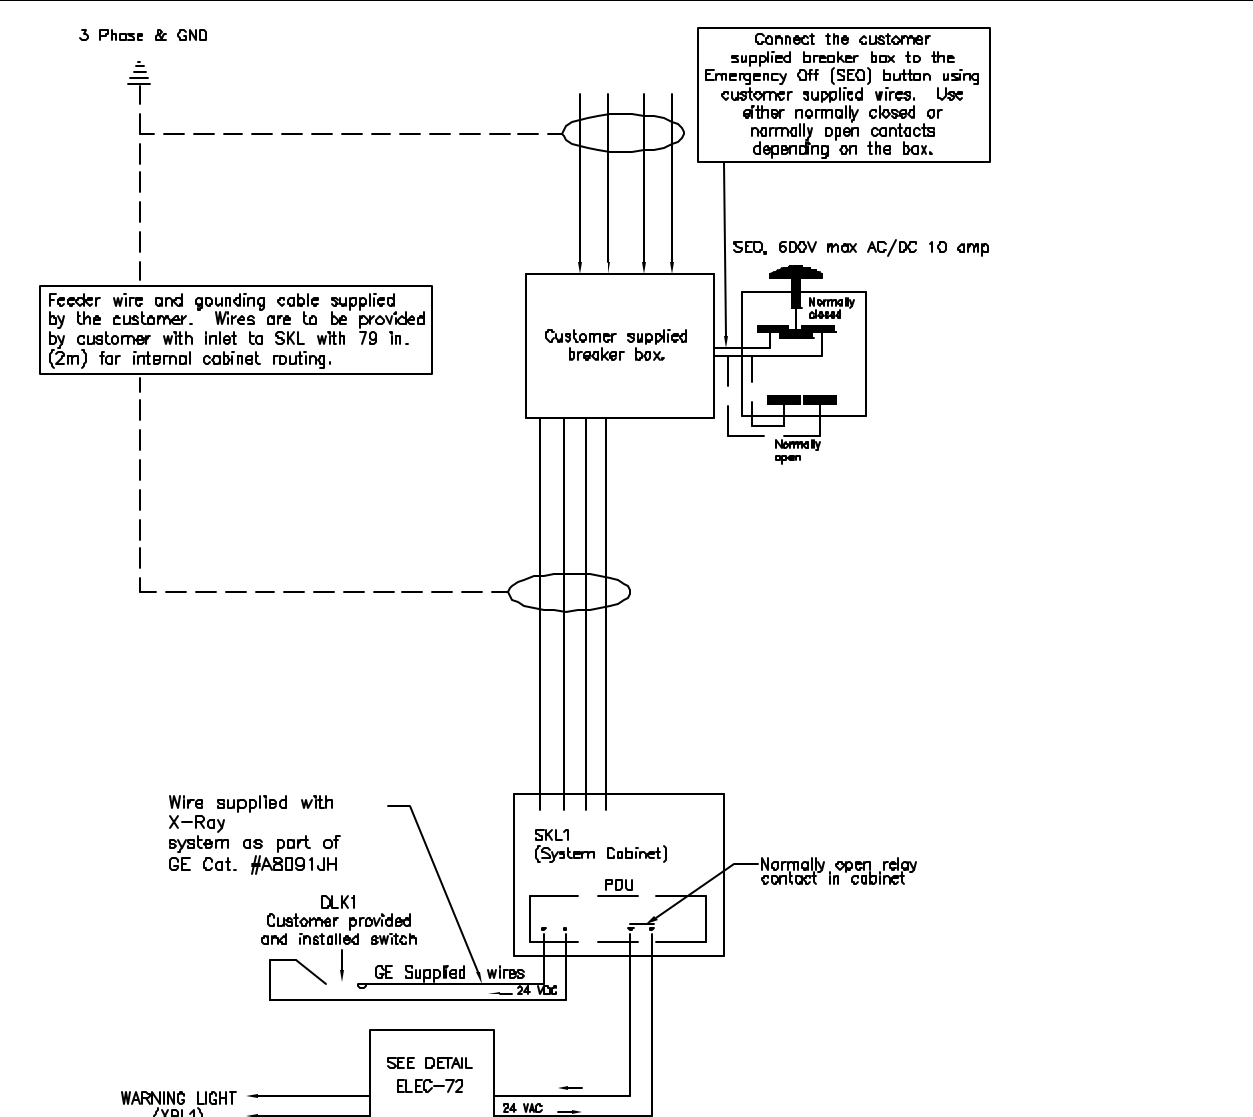 3 Phase & GND
Connect the customer
supplied breaker box to the
Emergency Off (SEO) button using
customer supplied wires. Use
either normally closed or
normally open contacts
depending on the box.
SEO, 600V max AC/DC 10 amp
Normally
closed
Feeder wire and gounding cable supplied
by the customer. Wires are to be provided
by customer with inlet to SKL with 79 in.
(2m) for internal cabinet routing.
Customer supplied
breaker box.
Normally
open
Wire supplied with
X-Ray
system as part of
GE Cat. #A8091JH
SKL1
(System Cabinet)
PDU
Normally open relay
contact in cabinet
DLK1
Customer provided
and installed switch
GE Supplied wires
24 VDC
SEE DETAIL
ELEC-72
WARNING LIGHT
(XRL1)
24 VAC